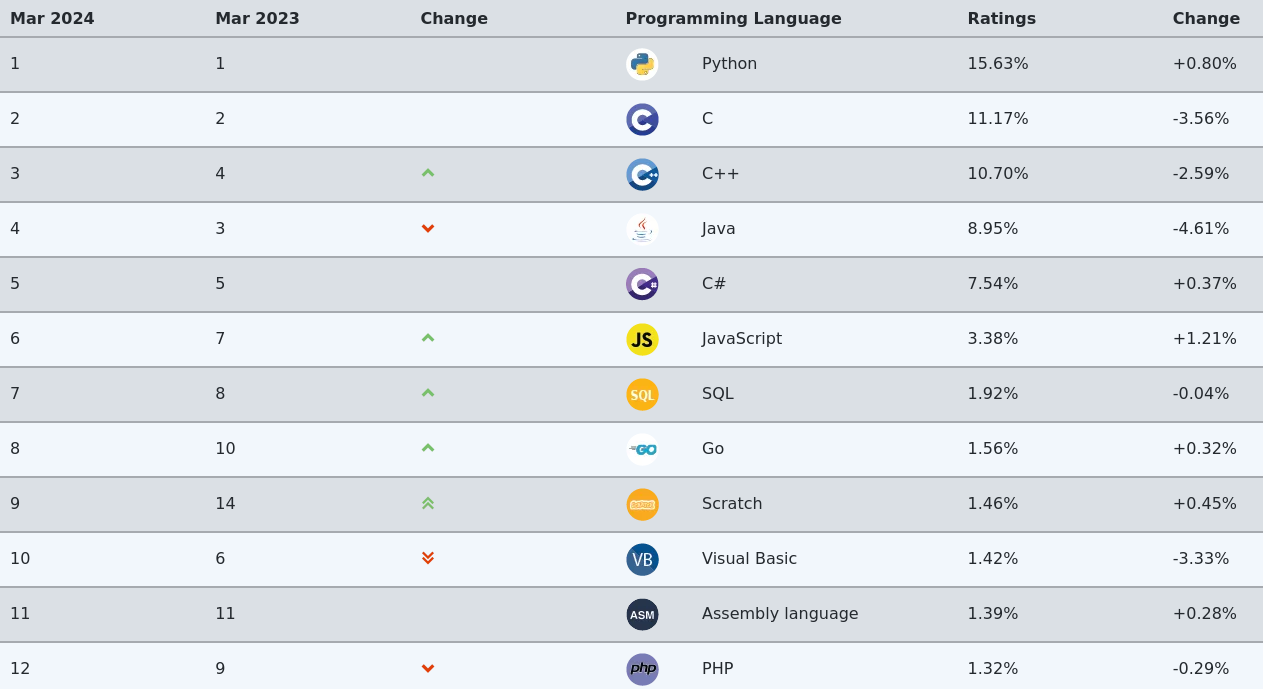 Mar 2024 Mar 2023 Change Programming Language Ratings Change
1 1 Python 15.63% +0.80%
2 2 C 11.17% -3.56%
3 4 C++ 10.70% -2.59%
4 3 Java 8.95% -4.61%
5 5 C# 7.54% +0.37%
6 7 JS JavaScript 3.38% +1.21%
7 8 SQL SQL 1.92% -0.04%
8 10 GO Go 1.56% +0.32%
9 14 Scratch 1.46% +0.45%
10 6 VB Visual Basic 1.42% -3.33%
11 11 ASM Assembly language 1.39% +0.28%
12 9 php PHP 1.32% -0.29%